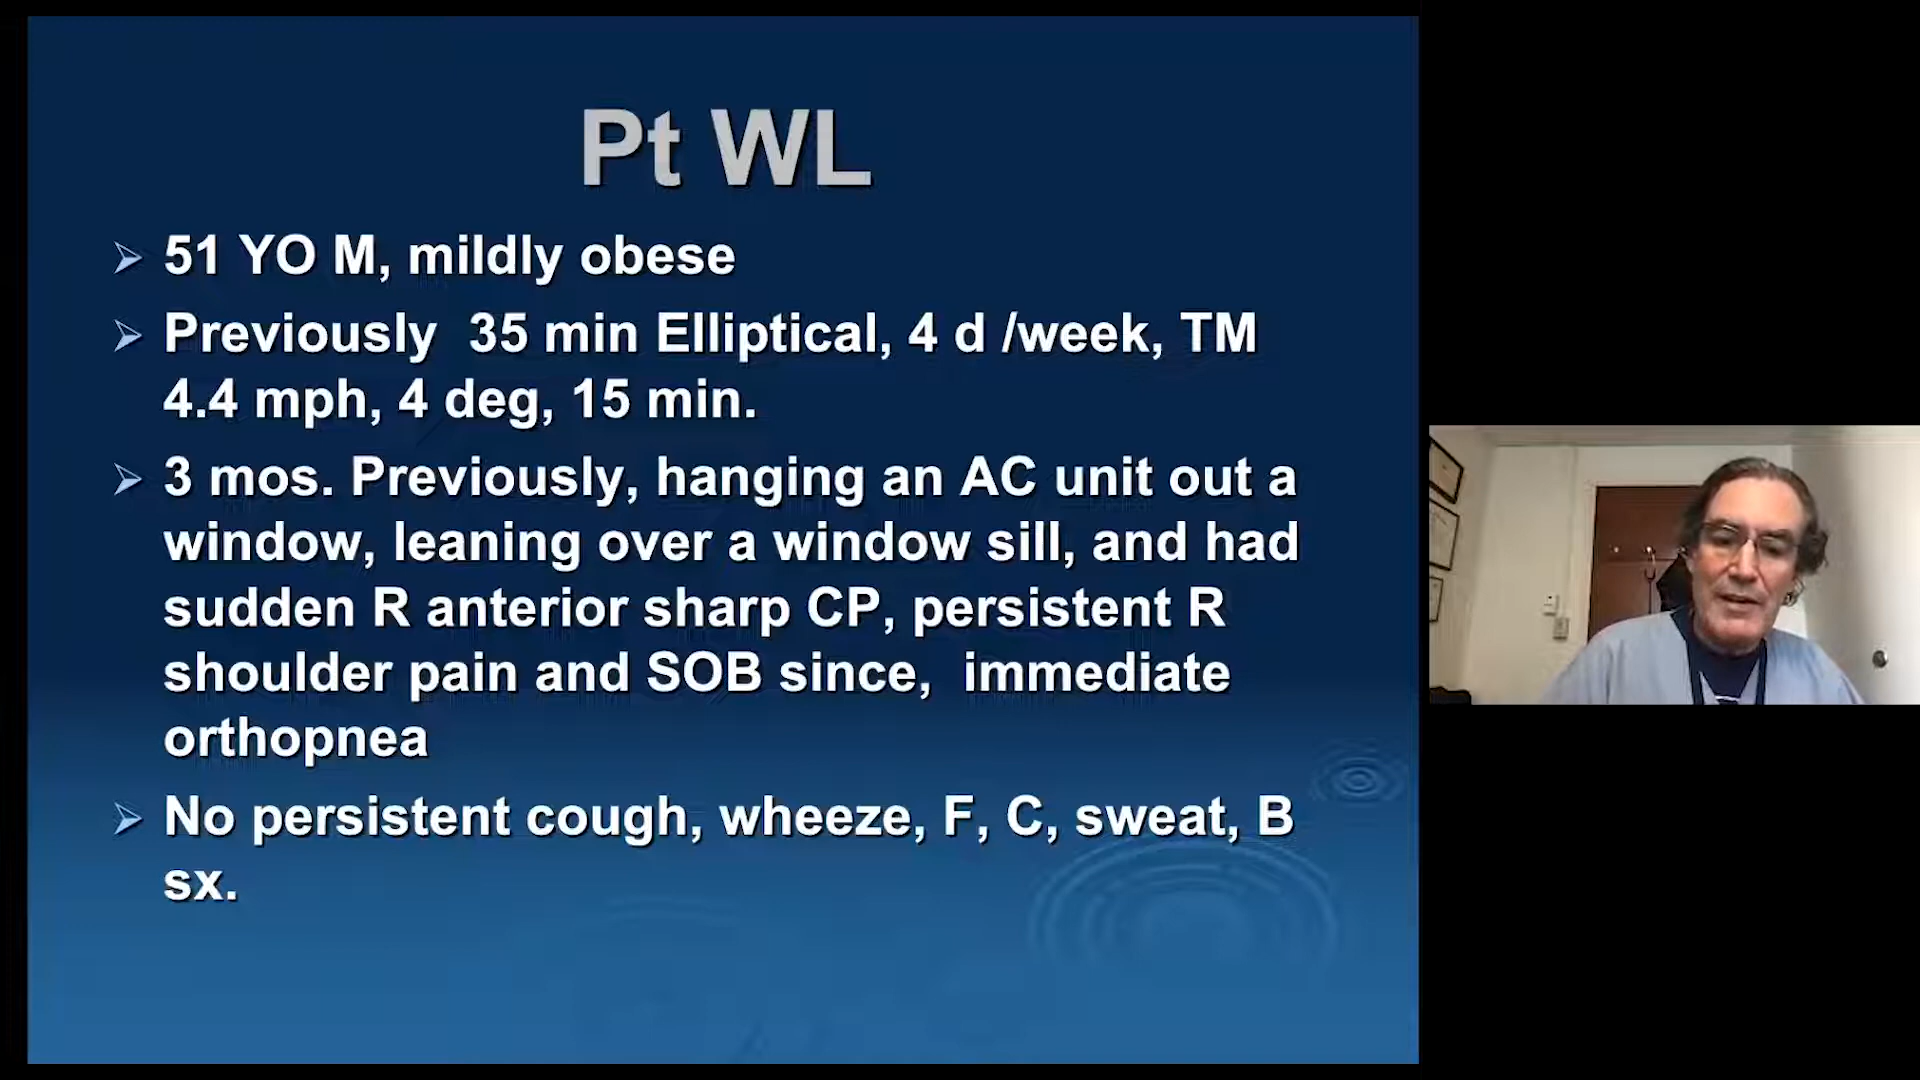 Pt WL
51 YO M, mildly obese
Previously 35 min Elliptical, 4 d /week, TM
4.4 mph, 4 deg, 15 min.
3 mos. Previously, hanging an AC unit out a
window, leaning over a window sill, and had
sudden R anterior sharp CP, persistent R
shoulder pain and SOB since, immediate
orthopnea
No persistent cough, wheeze, F, C, sweat, B
sx.